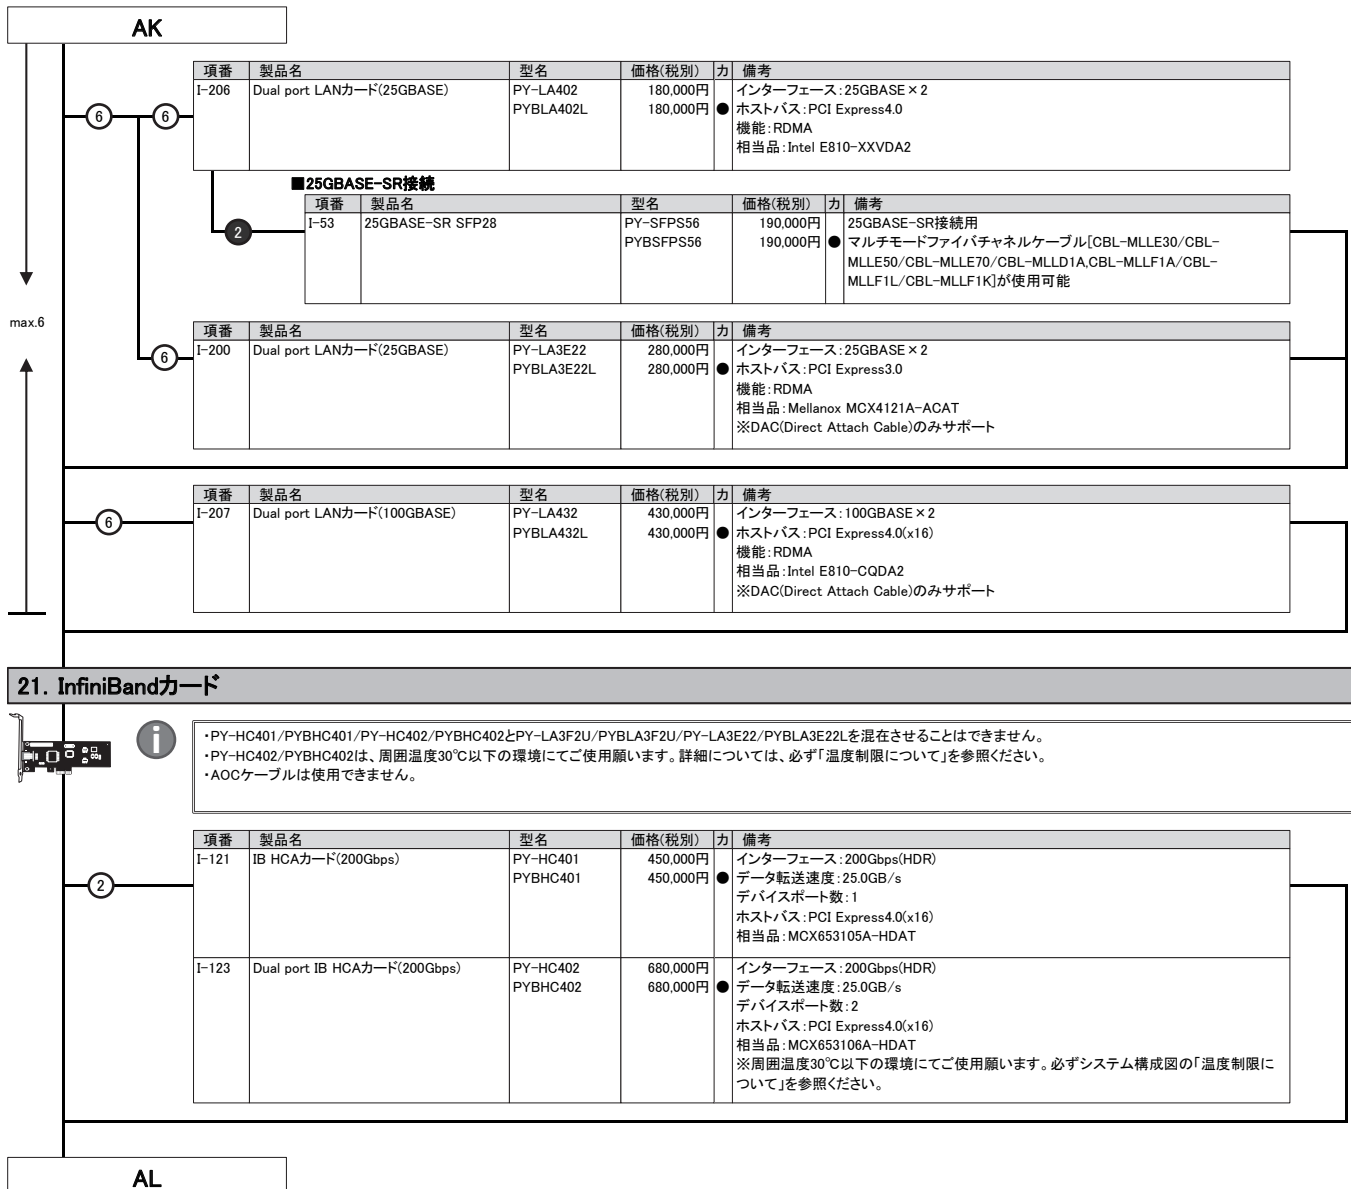 AK
項番 製品名 型名 価格(税別) カ 備考
I-206 Dual port LANカード(25GBASE) PY-LA402 180,000円 インターフェース:25GBASE×2
PYBLA402L 180,000円 ● ホストバス:PCI Express4.0
機能:RDMA
相当品:Intel E810-XXVDA2
6 6
■25GBASE-SR接続
項番 製品名 型名 価格(税別) カ 備考
I-53 25GBASE-SR SFP28 PY-SFPS56 190,000円 25GBASE-SR接続用
PYBSFPS56 190,000円 ● マルチモードファイバチャネルケーブル[CBL-MLLE30/CBL-
MLLE50/CBL-MLLE70/CBL-MLLD1A,CBL-MLLF1A/CBL-
MLLF1L/CBL-MLLF1K]が使用可能
2
max.6
項番 製品名 型名 価格(税別) カ 備考
I-200 Dual port LANカード(25GBASE) PY-LA3E22 280,000円 インターフェース:25GBASE×2
PYBLA3E22L 280,000円 ● ホストバス:PCI Express3.0
機能:RDMA
相当品:Mellanox MCX4121A-ACAT
※DAC(Direct Attach Cable)のみサポート
6
項番 製品名 型名 価格(税別) カ 備考
I-207 Dual port LANカード(100GBASE) PY-LA432 430,000円 インターフェース:100GBASE×2
PYBLA432L 430,000円 ● ホストバス:PCI Express4.0(x16)
機能:RDMA
相当品:Intel E810-CQDA2
※DAC(Direct Attach Cable)のみサポート
6
21. InfiniBandカード
i
・PY-HC401/PYBHC401/PY-HC402/PYBHC402とPY-LA3F2U/PYBLA3F2U/PY-LA3E22/PYBLA3E22Lを混在させることはできません。
・PY-HC402/PYBHC402は、周囲温度30℃以下の環境にてご使用願います。詳細については、必ず「温度制限について」を参照ください。
・AOCケーブルは使用できません。
項番 製品名 型名 価格(税別) カ 備考
I-121 IB HCAカード(200Gbps) PY-HC401 450,000円 インターフェース:200Gbps(HDR)
PYBHC401 450,000円 ● データ転送速度:25.0GB/s
デバイスポート数:1
ホストバス:PCI Express4.0(x16)
相当品:MCX653105A-HDAT
2
I-123 Dual port IB HCAカード(200Gbps) PY-HC402 680,000円 インターフェース:200Gbps(HDR)
PYBHC402 680,000円 ● データ転送速度:25.0GB/s
デバイスポート数:2
ホストバス:PCI Express4.0(x16)
相当品:MCX653106A-HDAT
※周囲温度30℃以下の環境にてご使用願います。必ずシステム構成図の「温度制限に
ついて」を参照ください。
AL